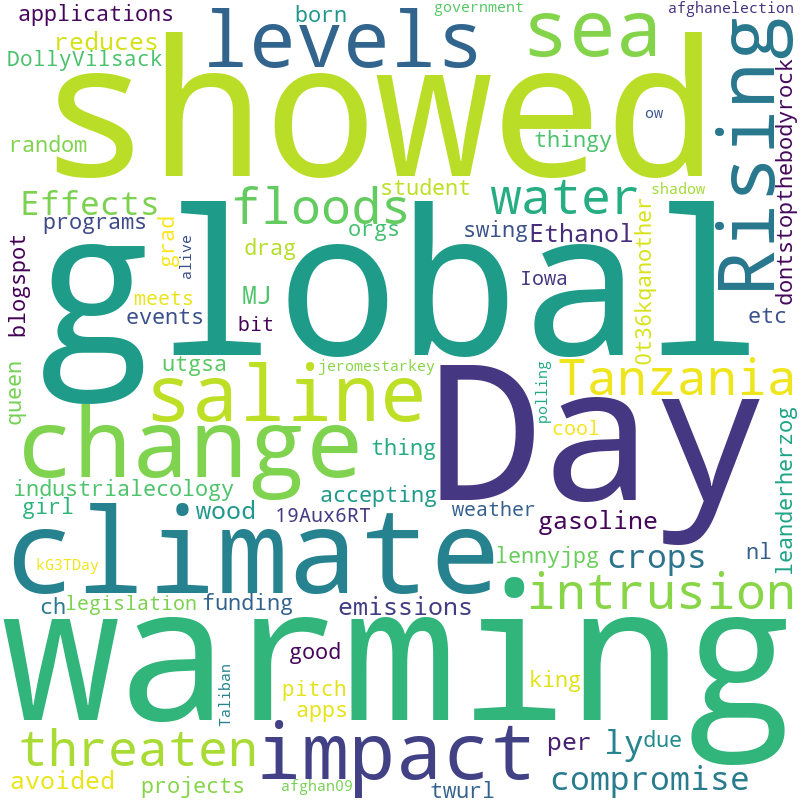 applications
born
government
afghanelection
reduces
levels
sea
DollyVilsack
showed
Rising
dontstopthebodyrock
random
thingy
ow
Effects
floods
student
water
shadow
programs
grad
alive
orgs
swing
Ethanol
0t36kqanother
blogspot
drag
global
meets
MJ
Iowa
events
bit
etc
utgsa
jeromestarkey
queen
saline
Day
polling
Tanzania
change
thing
cool
leanderherzog
industrialecology
accepting
girl
wood
19Aux6RT
weather
gasoline
climate
kG3TDay
lennyjpg
crops
nl
ch
legislation
funding
emissions
intrusion
warming
good
Taliban
pitch
king
apps
threaten
impact
per
ly
due
avoided
projects
afghan09
twurl
compromise